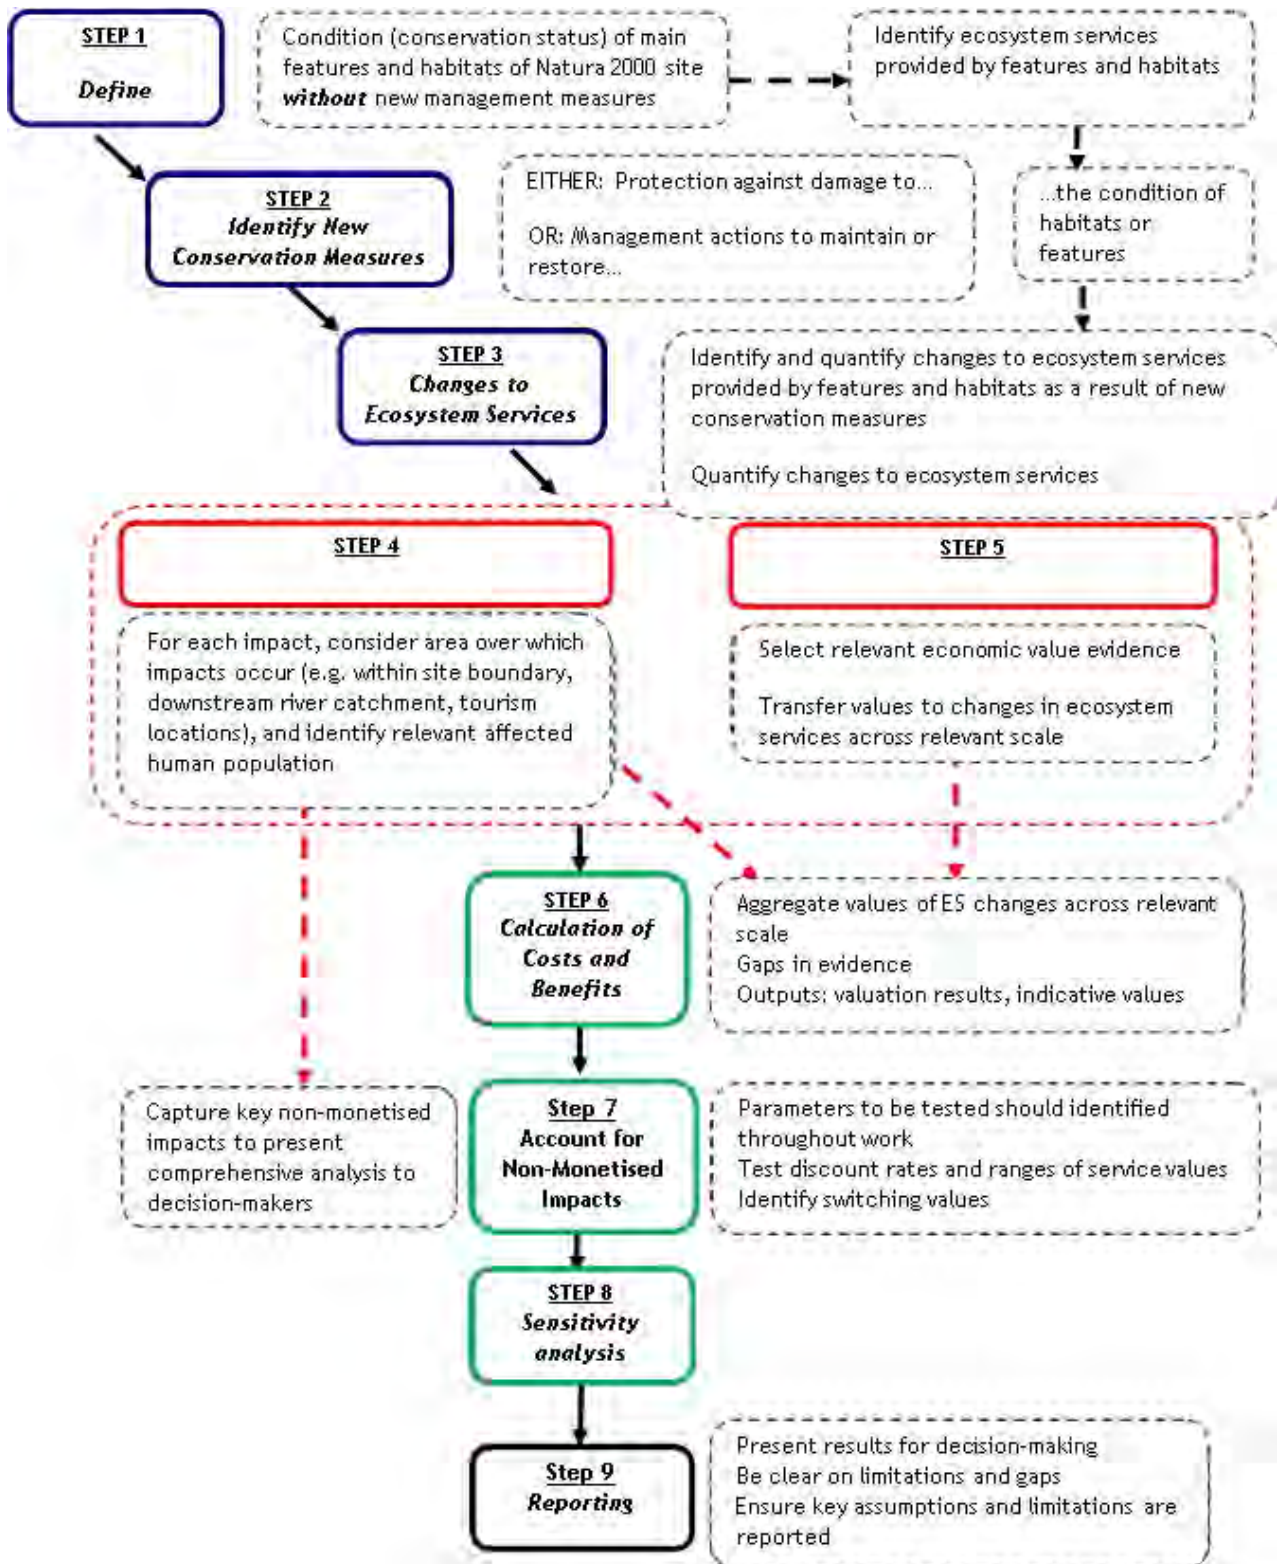 STEP 1
Define
Condition (conservation status) of main
features and habitats of Natura 2000 site
without new management measures
Identify ecosystem services
provided by features and habitats
STEP 2
Identify New
Conservation Measures
EITHER: Protection against damage to...
OR: Management actions to maintain or
restore...
...the condition of
habitats or
features
STEP 3
Changes to
Ecosystem Services
Identify and quantify changes to ecosystem services
provided by features and habitats as a result of new
conservation measures
Quantify changes to ecosystem services
STEP 4
For each impact, consider area over which
impacts occur (e.g. within site boundary,
downstream river catchment, tourism
locations), and identify relevant affected
human population
STEP 5
Select relevant economic value evidence
Transfer values to changes in ecosystem
services across relevant scale
STEP 6
Calculation of
Costs and
Benefits
Aggregate values of ES changes across relevant
scale
Gaps in evidence
Outputs: valuation results, indicative values
Capture key non-monetised
impacts to present
comprehensive analysis to
decision-makers
Step 7
Account for
Non-Monetised
Impacts
Parameters to be tested should identified
throughout work
Test discount rates and ranges of service values
Identify switching values
STEP 8
Sensitivity
analysis
Step 9
Reporting
Present results for decision-making
Be clear on limitations and gaps
Ensure key assumptions and limitations are
reported